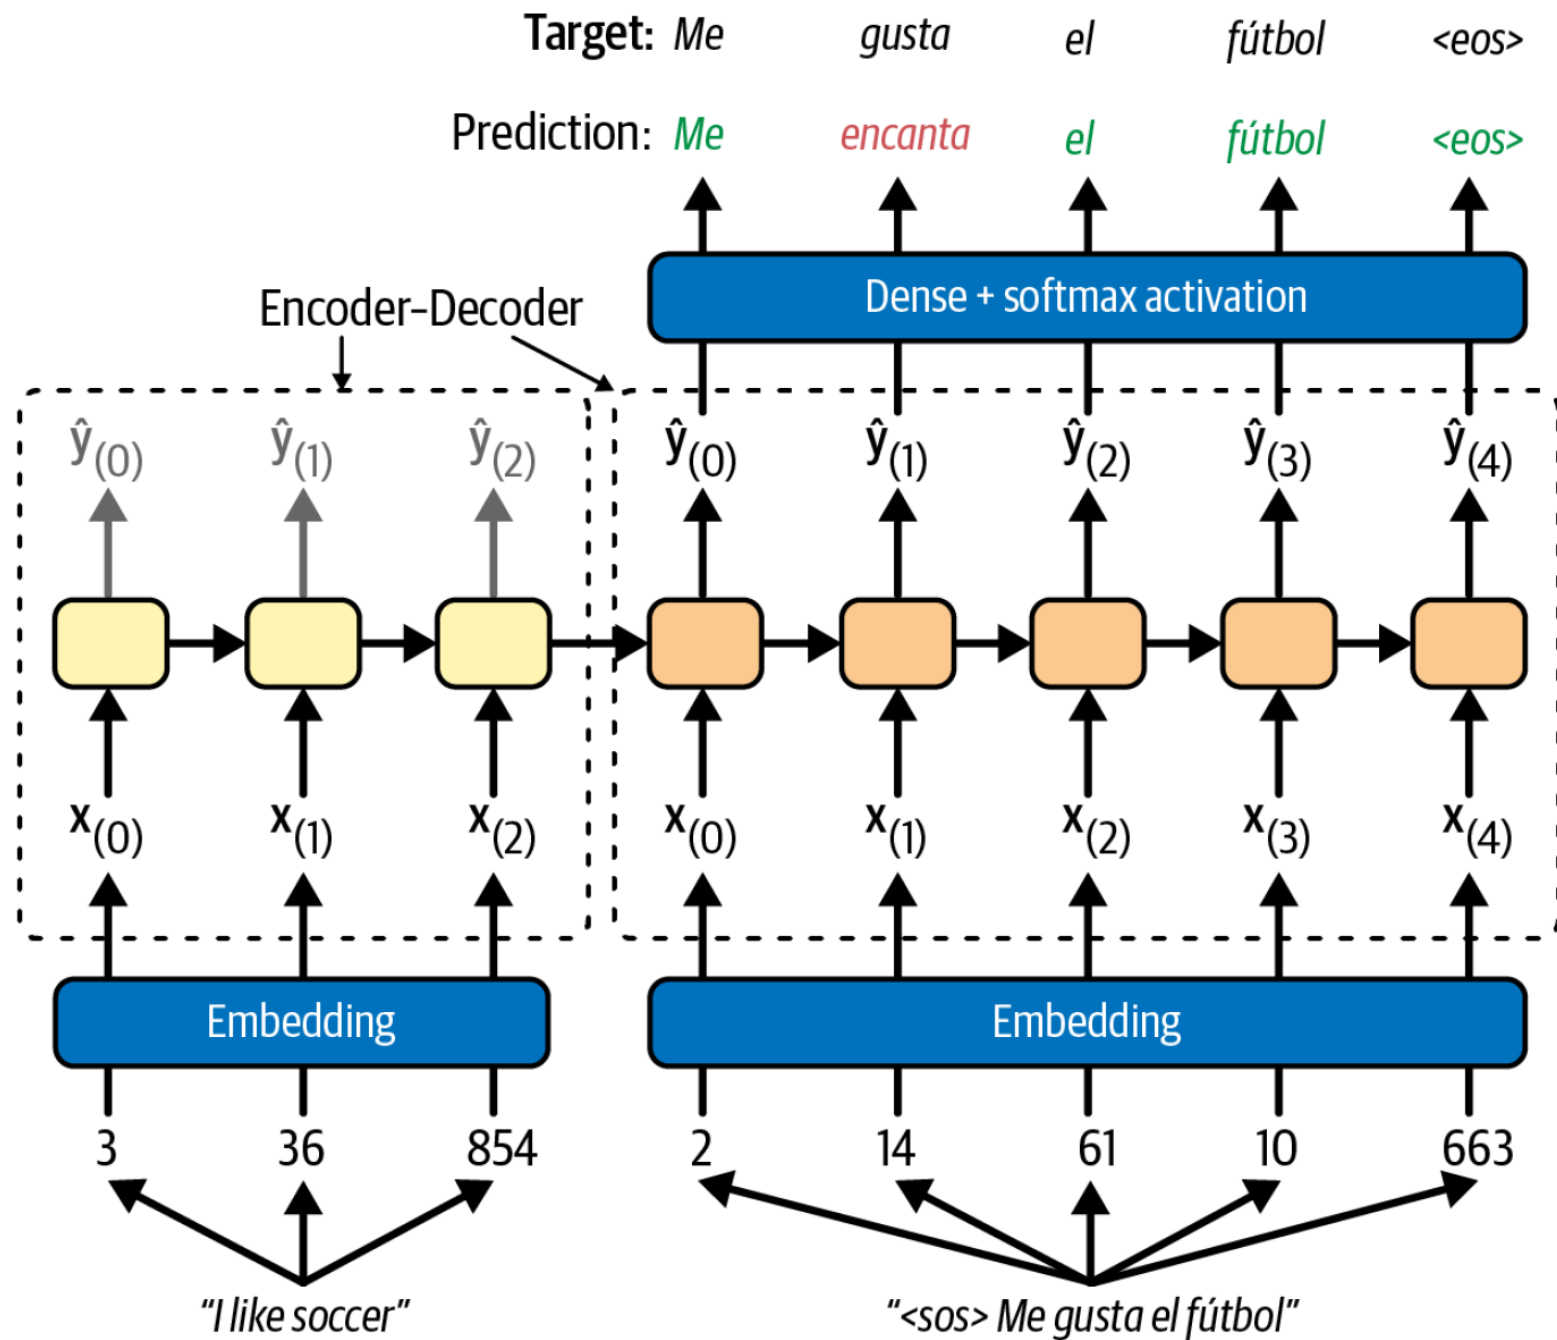 Target: Me gusta el fútbol <eos>
Prediction: Me encanta el fútbol <eos>
Dense + softmax activation
Encoder–Decoder
ŷ(0) ŷ(1) ŷ(2) ŷ(0) ŷ(1) ŷ(2) ŷ(3) ŷ(4)
x(0) x(1) x(2) x(0) x(1) x(2) x(3) x(4)
Embedding Embedding
3 36 854 2 14 61 10 663
“I like soccer” “<sos> Me gusta el fútbol”